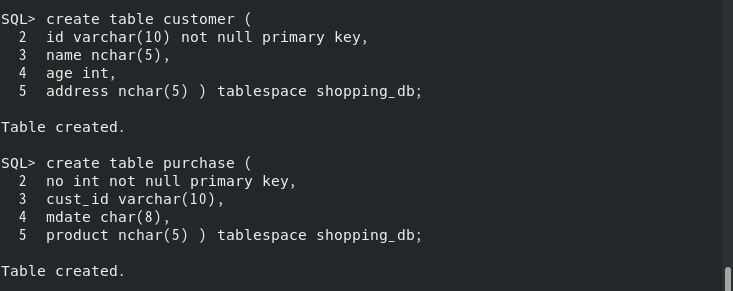 SQL> create table customer (
  2  id varchar(10) not null primary key,
  3  name nchar(5),
  4  age int,
  5  address nchar(5) ) tablespace shopping_db;

Table created.

SQL> create table purchase (
  2  no int not null primary key,
  3  cust_id varchar(10),
  4  mdate char(8),
  5  product nchar(5) ) tablespace shopping_db;

Table created.